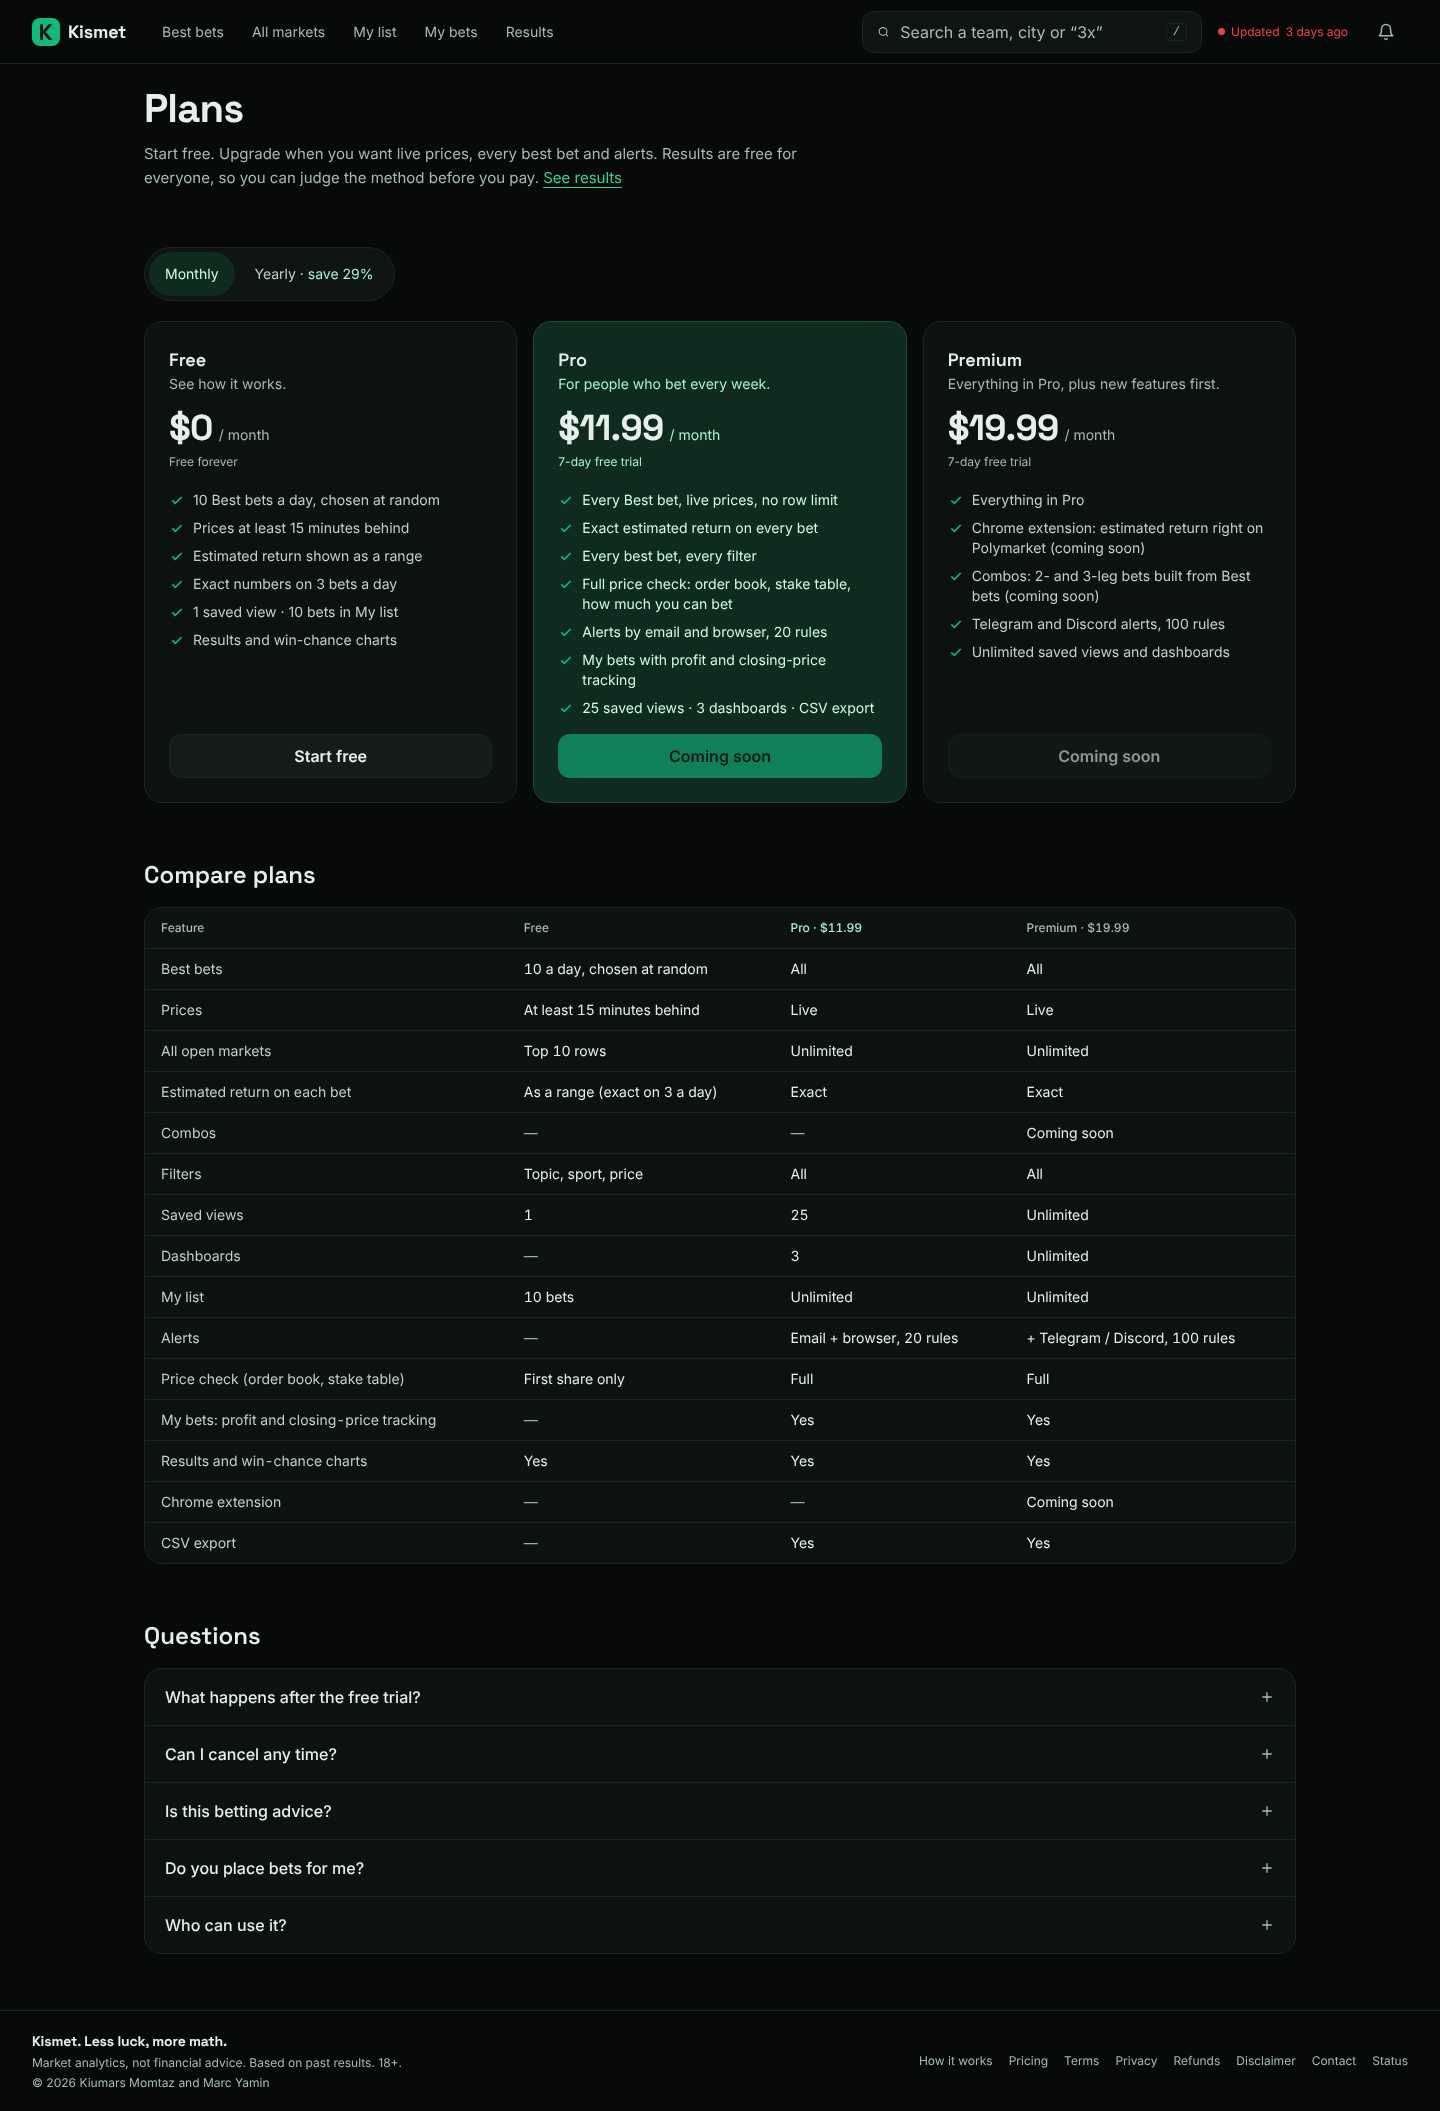 K Kismet Best bets All markets My list My bets Results Search a team, city or “3x” / Updated 3 days ago
Plans
Start free. Upgrade when you want live prices, every best bet and alerts. Results are free for
everyone, so you can judge the method before you pay. See results
Monthly Yearly · save 29%
Free
See how it works.
$0 / month
Free forever
10 Best bets a day, chosen at random
Prices at least 15 minutes behind
Estimated return shown as a range
Exact numbers on 3 bets a day
1 saved view · 10 bets in My list
Results and win-chance charts
Start free
Pro
For people who bet every week.
$11.99 / month
7-day free trial
Every Best bet, live prices, no row limit
Exact estimated return on every bet
Every best bet, every filter
Full price check: order book, stake table,
how much you can bet
Alerts by email and browser, 20 rules
My bets with profit and closing-price
tracking
25 saved views · 3 dashboards · CSV export
Coming soon
Premium
Everything in Pro, plus new features first.
$19.99 / month
7-day free trial
Everything in Pro
Chrome extension: estimated return right on
Polymarket (coming soon)
Combos: 2- and 3-leg bets built from Best
bets (coming soon)
Telegram and Discord alerts, 100 rules
Unlimited saved views and dashboards
Coming soon
Compare plans
Feature Free Pro · $11.99 Premium · $19.99
Best bets 10 a day, chosen at random All All
Prices At least 15 minutes behind Live Live
All open markets Top 10 rows Unlimited Unlimited
Estimated return on each bet As a range (exact on 3 a day) Exact Exact
Combos — — Coming soon
Filters Topic, sport, price All All
Saved views 1 25 Unlimited
Dashboards — 3 Unlimited
My list 10 bets Unlimited Unlimited
Alerts — Email + browser, 20 rules + Telegram / Discord, 100 rules
Price check (order book, stake table) First share only Full Full
My bets: profit and closing-price tracking — Yes Yes
Results and win-chance charts Yes Yes Yes
Chrome extension — — Coming soon
CSV export — Yes Yes
Questions
What happens after the free trial? +
Can I cancel any time? +
Is this betting advice? +
Do you place bets for me? +
Who can use it? +
Kismet. Less luck, more math.
Market analytics, not financial advice. Based on past results. 18+.
© 2026 Kiumars Momtaz and Marc Yamin
How it works Pricing Terms Privacy Refunds Disclaimer Contact Status